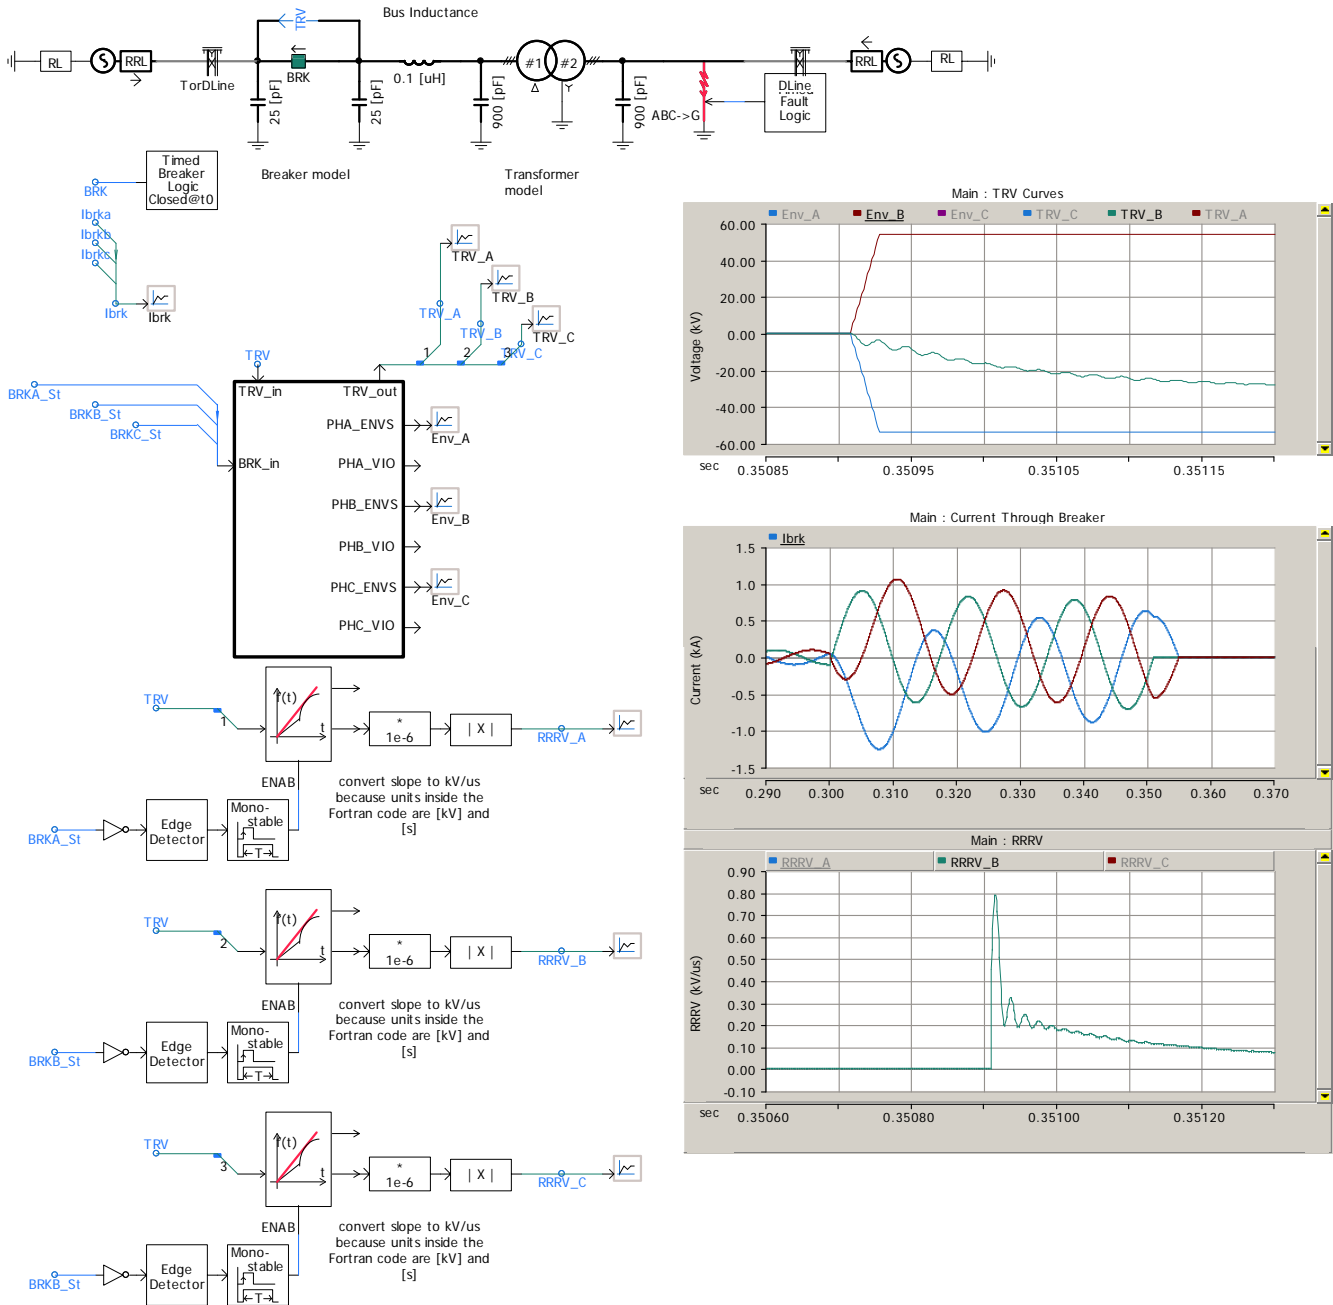 Bus Inductance
TRV
RL
RRL
TorDLine
BRK
0.1 [uH]
#1
#2
Δ
Y
25 [pF]
25 [pF]
900 [pF]
900 [pF]
ABC->G
DLine
Fault
Logic
RRL
RL
Timed
Breaker
Logic
Closed@t0
BRK
Breaker model
Transformer
model
Ibrka
Ibrkb
Ibrkc
Ibrk
Ibrk
TRV_A
TRV_B
TRV_C
TRV_A
TRV_B
TRV_C
1
2
3
TRV
BRKA_St
BRKB_St
BRKC_St
TRV_in
TRV_out
BRK_in
PHA_ENVS
Env_A
PHA_VIO
PHB_ENVS
Env_B
PHB_VIO
PHC_ENVS
Env_C
PHC_VIO
TRV
1
f(t)
t
*
1e-6
|X|
RRRV_A
ENAB
convert slope to kV/us
because units inside the
Fortran code are [kV] and
[s]
BRKA_St
Edge
Detector
Mono-
stable
T
TRV
2
f(t)
t
*
1e-6
|X|
RRRV_B
ENAB
convert slope to kV/us
because units inside the
Fortran code are [kV] and
[s]
BRKB_St
Edge
Detector
Mono-
stable
T
TRV
3
f(t)
t
*
1e-6
|X|
RRRV_C
ENAB
convert slope to kV/us
because units inside the
Fortran code are [kV] and
[s]
BRKB_St
Edge
Detector
Mono-
stable
T
Main : TRV Curves
Env_A Env_B Env_C TRV_C TRV_B TRV_A
Voltage (kV)
60.00
40.00
20.00
0.00
-20.00
-40.00
-60.00
sec 0.35085 0.35095 0.35105 0.35115
Main : Current Through Breaker
Ibrk
Current (kA)
1.5
1.0
0.5
0.0
-0.5
-1.0
-1.5
sec 0.290 0.300 0.310 0.320 0.330 0.340 0.350 0.360 0.370
Main : RRRV
RRRV_A RRRV_B RRRV_C
RRRV (kV/us)
0.90
0.80
0.70
0.60
0.50
0.40
0.30
0.20
0.10
0.00
-0.10
sec 0.35060 0.35080 0.35100 0.35120